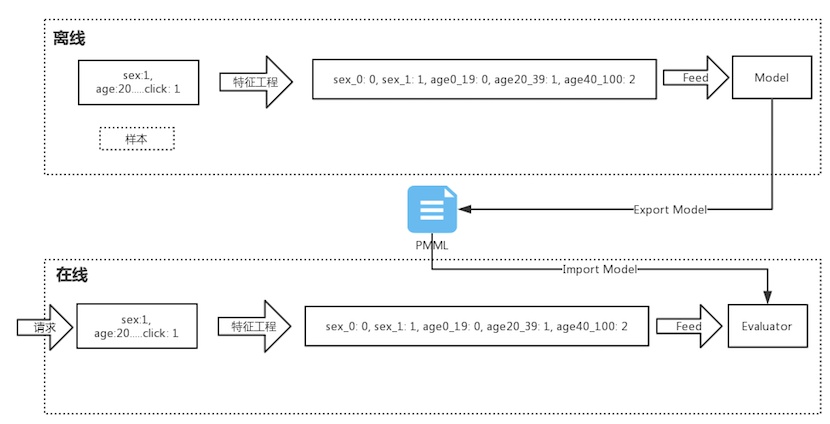 离线
sex:1,
age:20.....click: 1
特征工程
sex_0: 0, sex_1: 1, age0_19: 0, age20_39: 1, age40_100: 2
Feed
Model
样本
Export Model
PMML
Import Model
在线
请求
sex:1,
age:20.....click: 1
特征工程
sex_0: 0, sex_1: 1, age0_19: 0, age20_39: 1, age40_100: 2
Feed
Evaluator